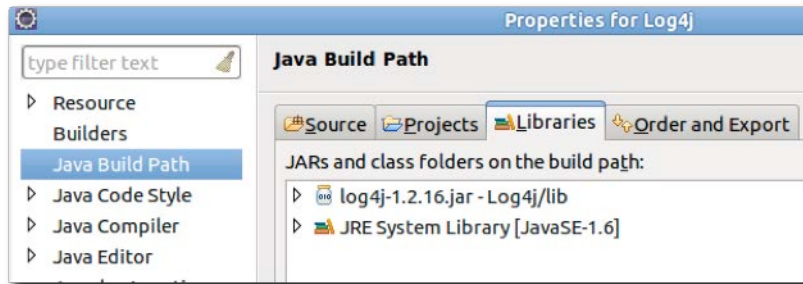 Properties for Log4j
type filter text
Resource
Builders
Java Build Path
Java Code Style
Java Compiler
Java Editor
Java Build Path
Source Projects Libraries Order and Export
JARs and class folders on the build path:
log4j-1.2.16.jar - Log4j/lib
JRE System Library [JavaSE-1.6]